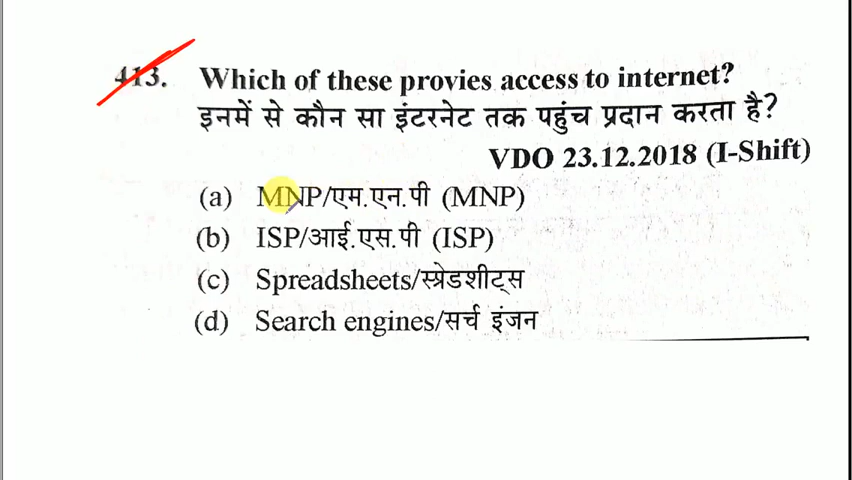 413. Which of these provies access to internet?
इनमें से कौन सा इंटरनेट तक पहुंच प्रदान करता है?
VDO 23.12.2018 (I-Shift)
(a) MNP/एम.एन.पी (MNP)
(b) ISP/आई.एस.पी (ISP)
(c) Spreadsheets/स्प्रेडशीट्स
(d) Search engines/सर्च इंजन